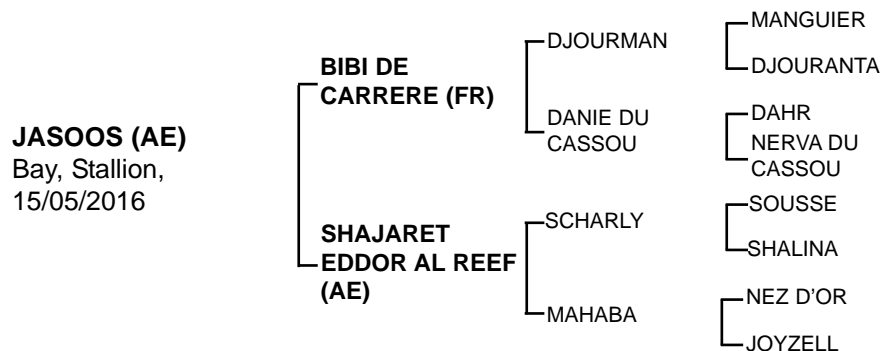 JASOOS (AE)
Bay, Stallion,
15/05/2016
BIBI DE
CARRERE (FR)
SHAJARET
EDDOR AL REEF
(AE)
DJOURMAN
DANIE DU
CASSOU
SCHARLY
MAHABA
MANGUIER
DJOURANTA
DAHR
NERVA DU
CASSOU
SOUSSE
SHALINA
NEZ D'OR
JOYZELL